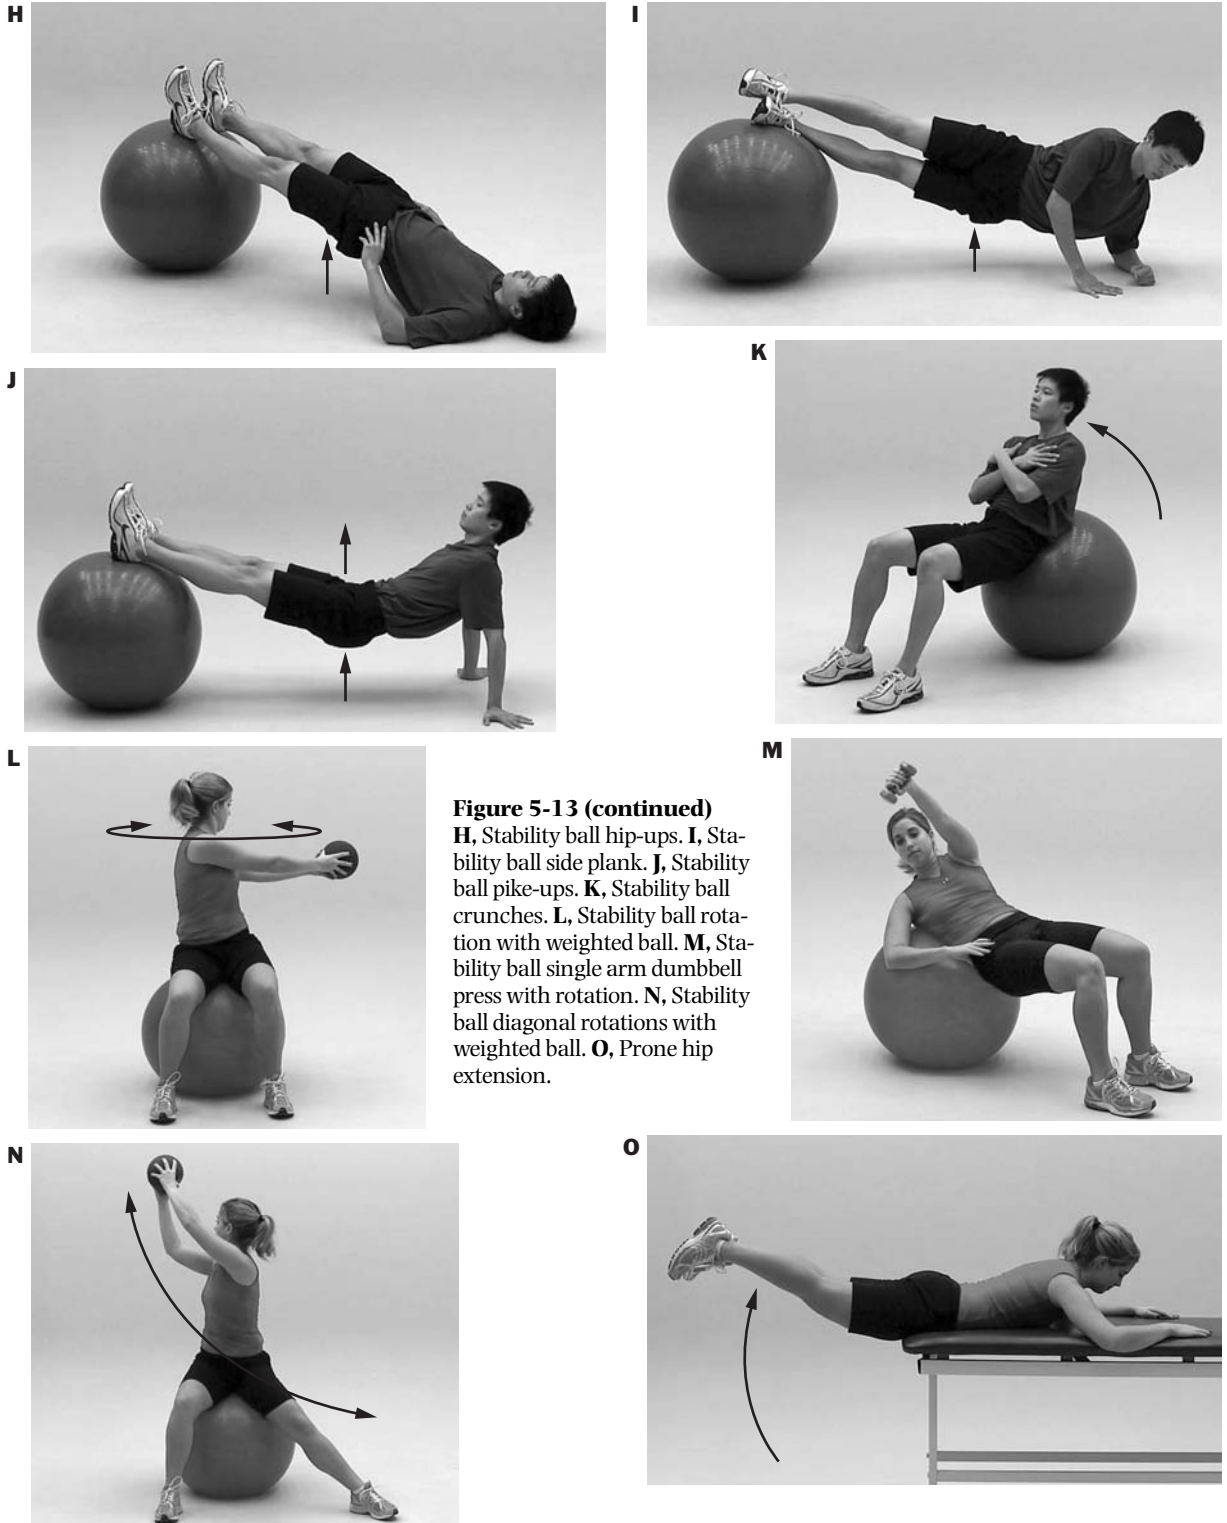 H
I
J
K
L
M
Figure 5-13 (continued)
H, Stability ball hip-ups. I, Sta-
bility ball side plank. J, Stability
ball pike-ups. K, Stability ball
crunches. L, Stability ball rota-
tion with weighted ball. M, Sta-
bility ball single arm dumbbell
press with rotation. N, Stability
ball diagonal rotations with
weighted ball. O, Prone hip
extension.
N
O